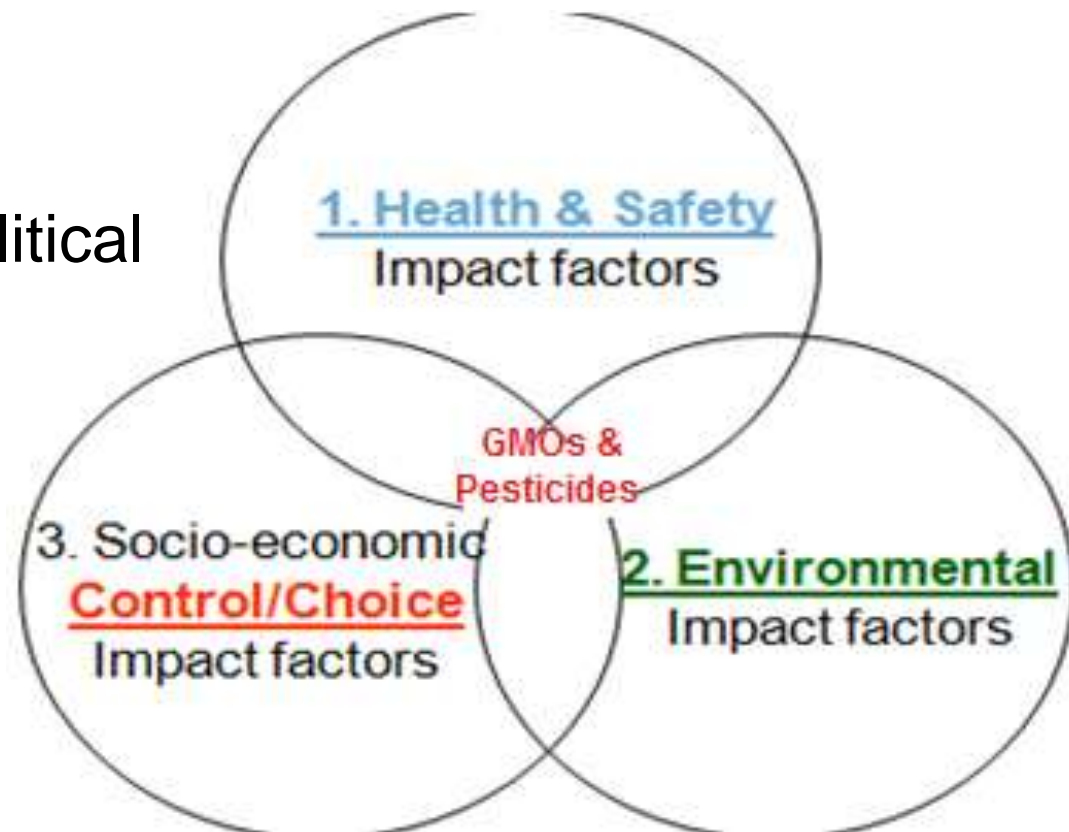 1. Health & Safety
Impact factors
litical
GMOs &
Pesticides
3. Socio-economic
Control/Choice
Impact factors
2. Environmental
Impact factors